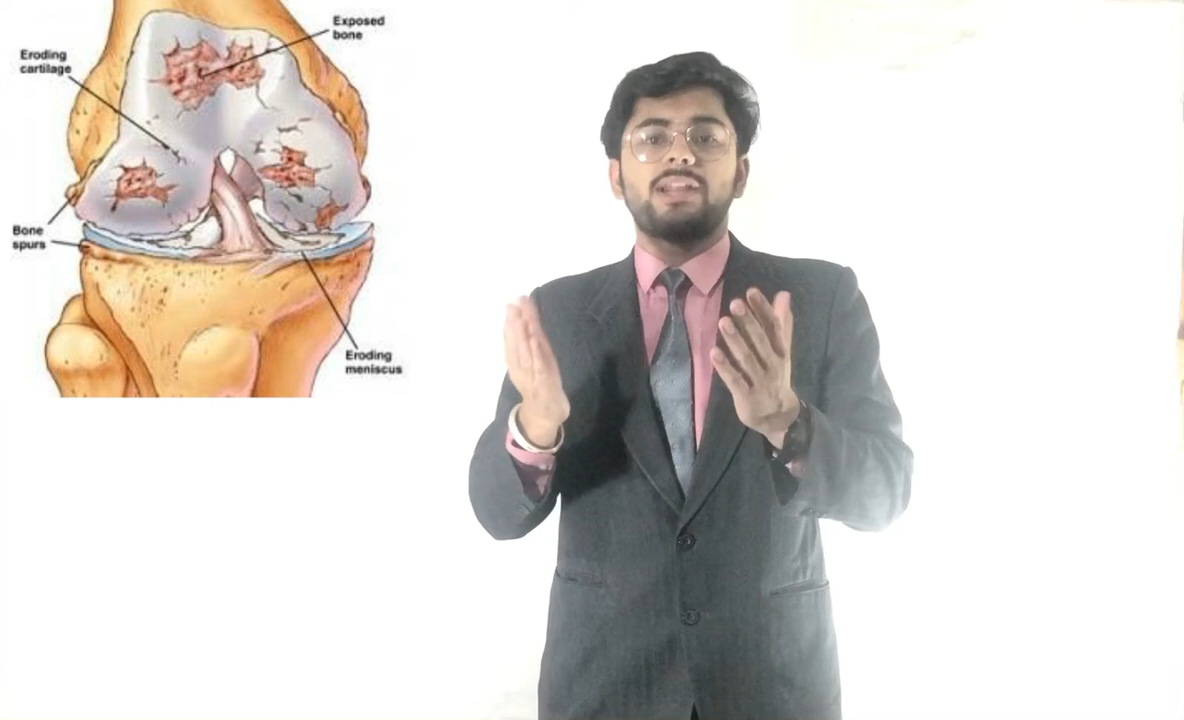 Exposed
bone
Eroding
cartilage
Bone
spurs
Eroding
meniscus